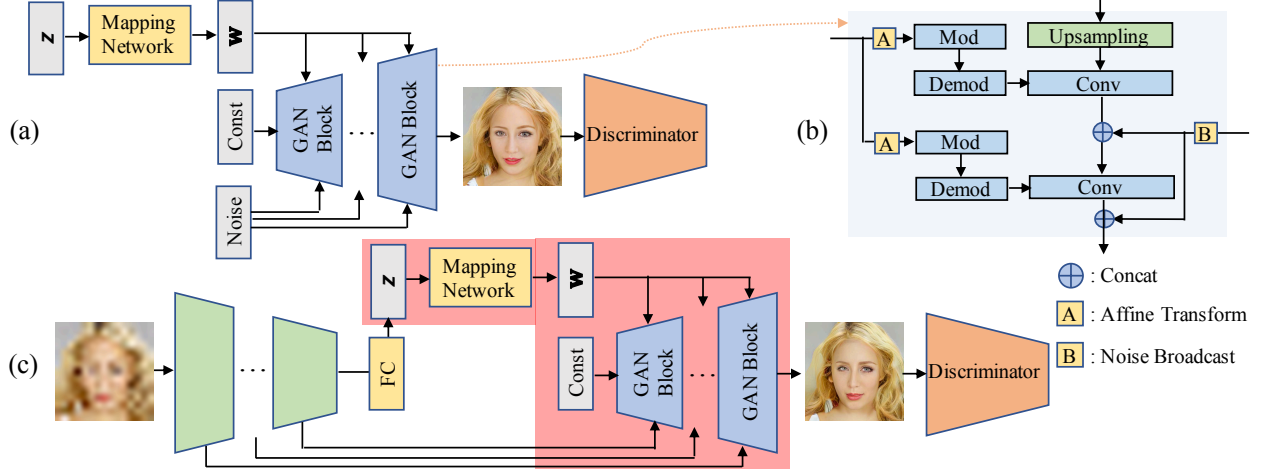 z
Mapping
Network
w
Const
Noise
GAN
Block
...
GAN Block
Discriminator
(a)
A
Mod
Demod
Upsampling
Conv
A
Mod
Demod
Conv
B
(b)
: Concat
A : Affine Transform
B : Noise Broadcast
(c)
...
FC
z
Mapping
Network
w
Const
GAN
Block
...
GAN Block
Discriminator